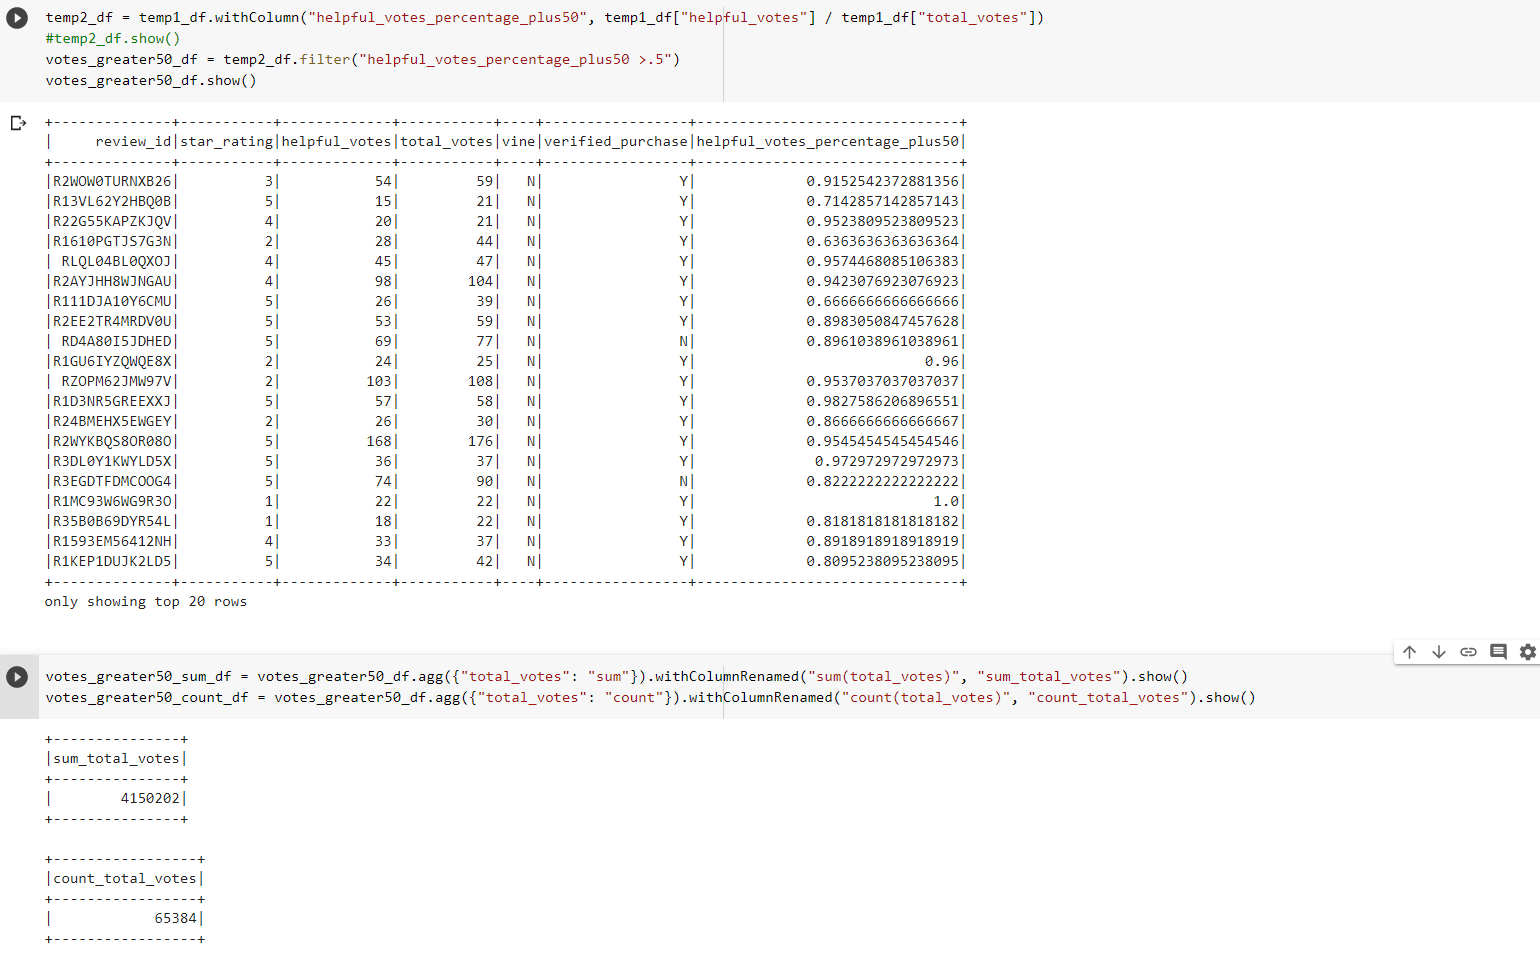 temp2_df = temp1_df.withColumn("helpful_votes_percentage_plus50", temp1_df["helpful_votes"] / temp1_df["total_votes"])
#temp2_df.show()
votes_greater50_df = temp2_df.filter("helpful_votes_percentage_plus50 >.5")
votes_greater50_df.show()
+--------------+-----------+-------------+-----------+----+-----------------+-------------------------------+
|     review_id|star_rating|helpful_votes|total_votes|vine|verified_purchase|helpful_votes_percentage_plus50|
+--------------+-----------+-------------+-----------+----+-----------------+-------------------------------+
|R2WOW0TURNXB26|          3|           54|         59|   N|                Y|             0.9152542372881356|
|R13VL62Y2HBQ0B|          5|           15|         21|   N|                Y|             0.7142857142857143|
|R22G55KAPZKJQV|          4|           20|         21|   N|                Y|             0.9523809523809523|
|R1610PGTJS7G3N|          2|           28|         44|   N|                Y|             0.6363636363636364|
| RLQL04BL0QXOJ|          4|           45|         47|   N|                Y|             0.9574468085106383|
|R2AYJHH8WJNGAU|          4|           98|        104|   N|                Y|             0.9423076923076923|
|R111DJA10Y6CMU|          5|           26|         39|   N|                Y|             0.6666666666666666|
|R2EE2TR4MRDV0U|          5|           53|         59|   N|                Y|             0.8983050847457628|
| RD4A80I5JDHED|          5|           69|         77|   N|                N|             0.8961038961038961|
|R1GU6IYZQWQE8X|          2|           24|         25|   N|                Y|                           0.96|
| RZOPM62JMW97V|          2|          103|        108|   N|                Y|             0.9537037037037037|
|R1D3NR5GREEXXJ|          5|           57|         58|   N|                Y|             0.9827586206896551|
|R24BMEHX5EWGEY|          2|           26|         30|   N|                Y|             0.8666666666666667|
|R2WYKBQS8OR08O|          5|          168|        176|   N|                Y|             0.9545454545454546|
|R3DL0Y1KWYLD5X|          5|           36|         37|   N|                Y|              0.972972972972973|
|R3EGDTFDMCOOG4|          5|           74|         90|   N|                N|             0.8222222222222222|
|R1MC93W6WG9R3O|          1|           22|         22|   N|                Y|                            1.0|
|R35B0B69DYR54L|          1|           18|         22|   N|                Y|             0.8181818181818182|
|R1593EM56412NH|          4|           33|         37|   N|                Y|             0.8918918918918919|
|R1KEP1DUJK2LD5|          5|           34|         42|   N|                Y|             0.8095238095238095|
+--------------+-----------+-------------+-----------+----+-----------------+-------------------------------+
only showing top 20 rows
votes_greater50_sum_df = votes_greater50_df.agg({"total_votes": "sum"}).withColumnRenamed("sum(total_votes)", "sum_total_votes").show()
votes_greater50_count_df = votes_greater50_df.agg({"total_votes": "count"}).withColumnRenamed("count(total_votes)", "count_total_votes").show()
+---------------+
|sum_total_votes|
+---------------+
|        4150202|
+---------------+
+-----------------+
|count_total_votes|
+-----------------+
|            65384|
+-----------------+